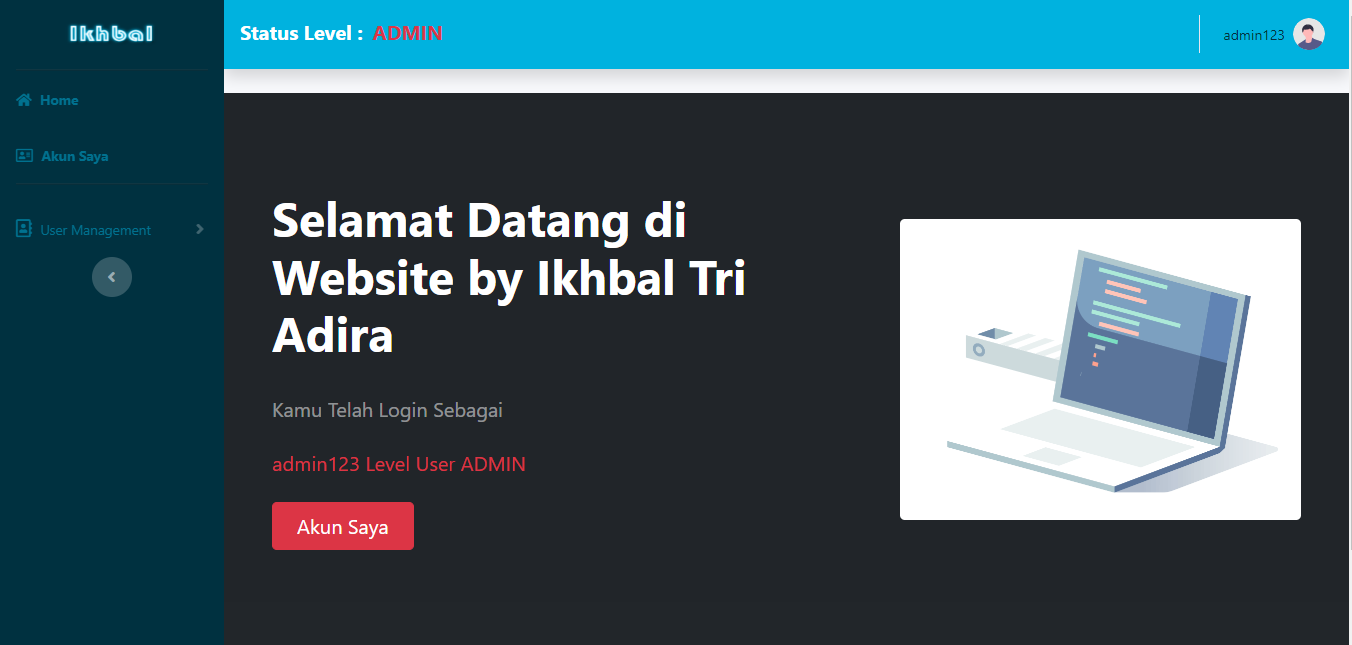 Ikhbal
Status Level : ADMIN
admin123
Home
Akun Saya
User Management
Selamat Datang di
Website by Ikhbal Tri
Adira
Kamu Telah Login Sebagai
admin123 Level User ADMIN
Akun Saya